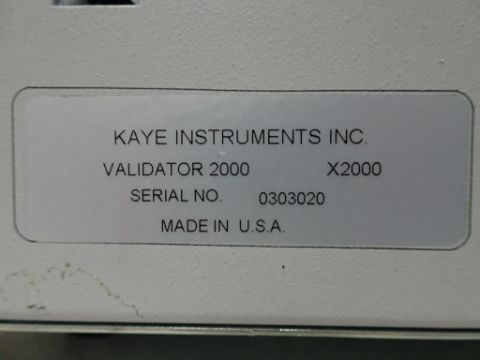 KAYE INSTRUMENTS INC.
VALIDATOR 2000 X2000
SERIAL NO. 0303020
MADE IN U.S.A.